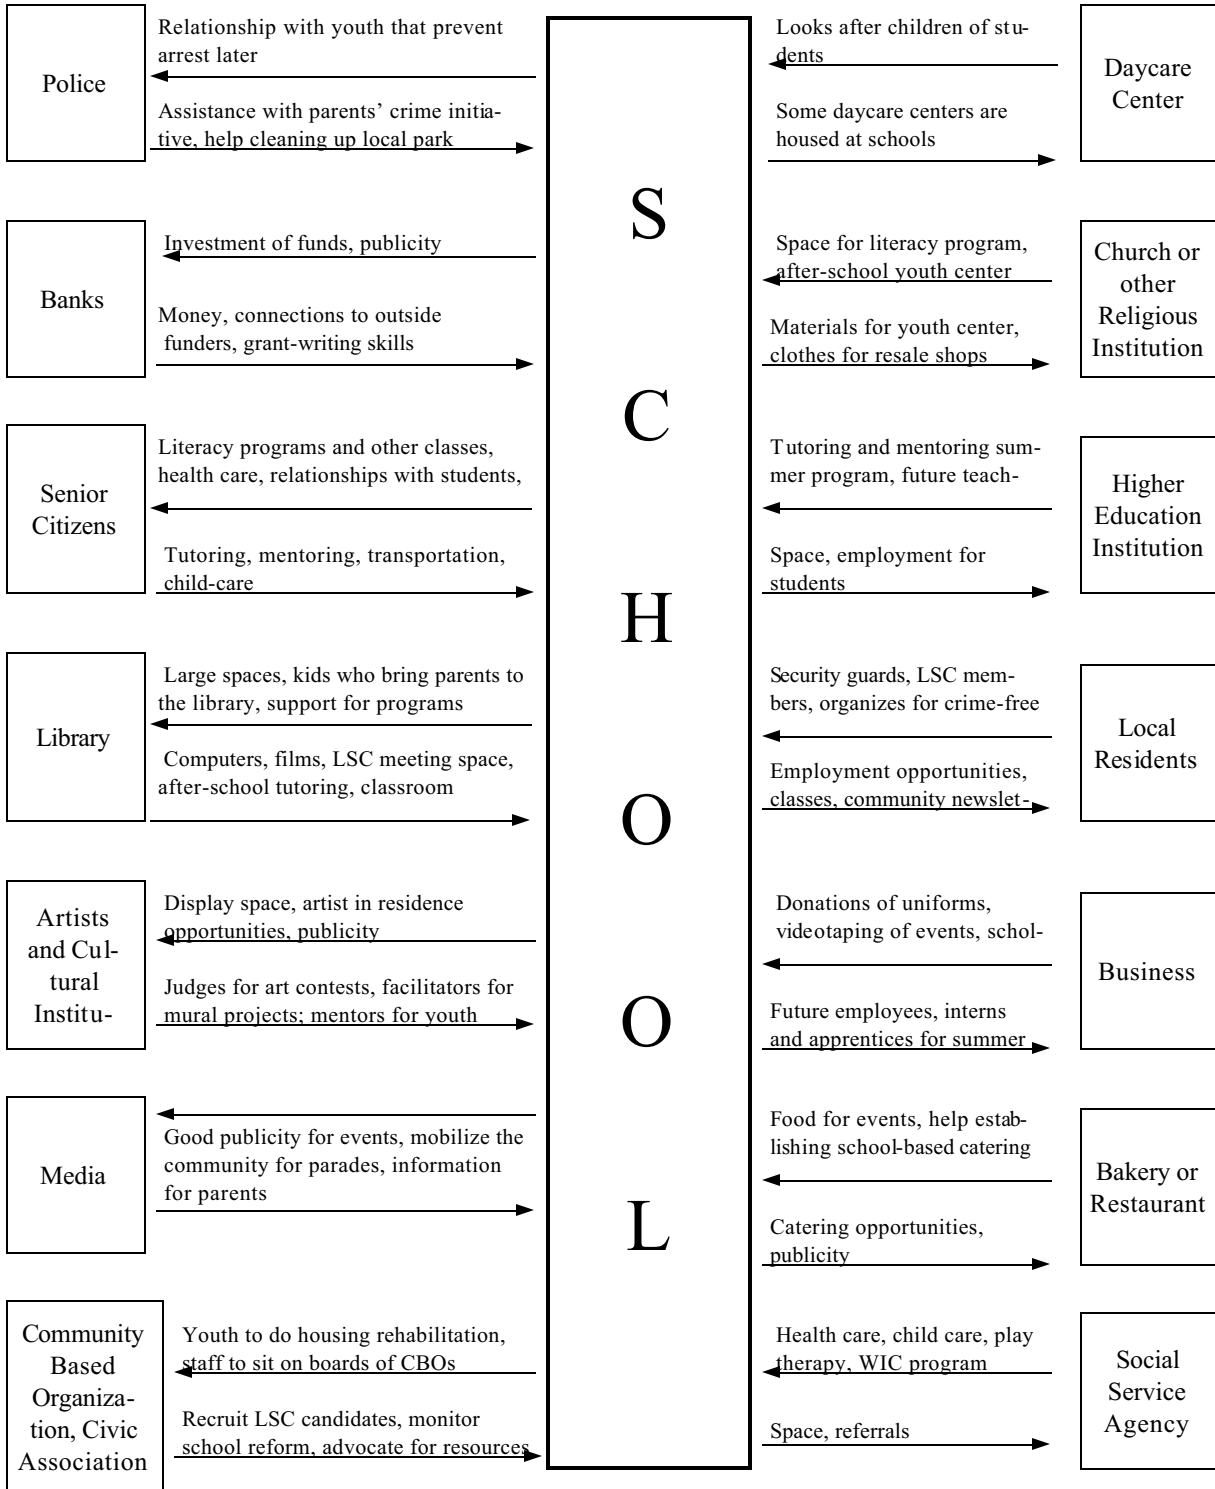 Police
Relationship with youth that prevent
arrest later
Assistance with parents' crime initia-
tive, help cleaning up local park
Banks
Investment of funds, publicity
Money, connections to outside
funders, grant-writing skills
Senior
Citizens
Literacy programs and other classes,
health care, relationships with students,
Tutoring, mentoring, transportation,
child-care
Library
Large spaces, kids who bring parents to
the library, support for programs
Computers, films, LSC meeting space,
after-school tutoring, classroom
Artists
and Cul-
tural
Institu-
Display space, artist in residence
opportunities, publicity
Judges for art contests, facilitators for
mural projects; mentors for youth
Media
Good publicity for events, mobilize the
community for parades, information
for parents
Community
Based
Organiza-
tion, Civic
Association
Youth to do housing rehabilitation,
staff to sit on boards of CBOs
Recruit LSC candidates, monitor
school reform, advocate for resources
S
C
H
O
O
L
Looks after children of stu-
dents
Some daycare centers are
housed at schools
Daycare
Center
Space for literacy program,
after-school youth center
Materials for youth center,
clothes for resale shops
Church or
other
Religious
Institution
Tutoring and mentoring sum-
mer program, future teach-
Space, employment for
students
Higher
Education
Institution
Security guards, LSC mem-
bers, organizes for crime-free
Employment opportunities,
classes, community newslet-
Local
Residents
Donations of uniforms,
videotaping of events, schol-
Future employees, interns
and apprentices for summer
Business
Food for events, help estab-
lishing school-based catering
Catering opportunities,
publicity
Bakery or
Restaurant
Health care, child care, play
therapy, WIC program
Space, referrals
Social
Service
Agency